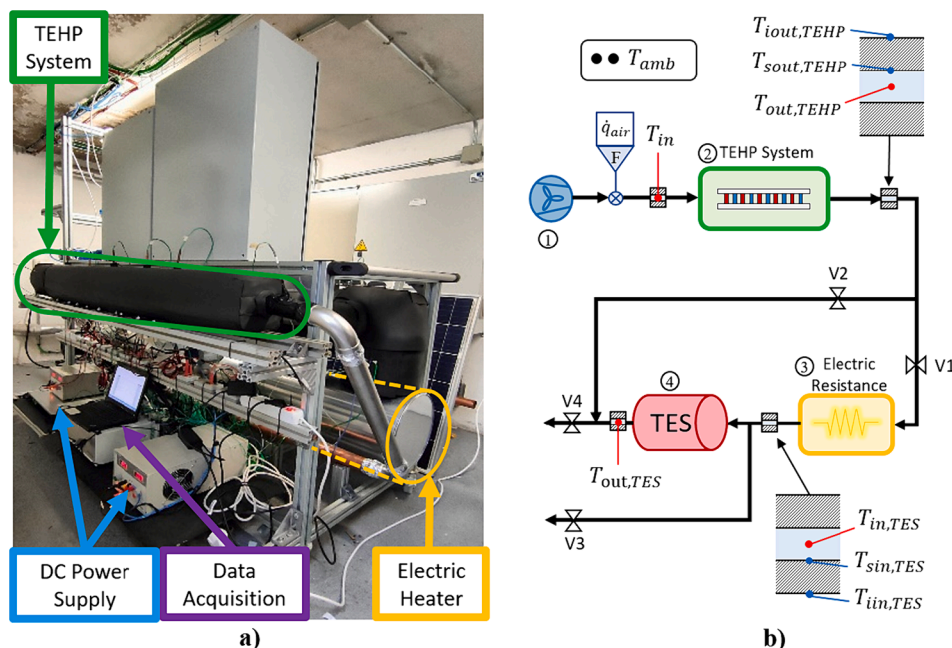 TEHP
System
DC Power
Supply
Data
Acquisition
Electric
Heater
a)
T_amb
T_iout,TEHP
T_sout,TEHP
T_out,TEHP
q̇_air
F
T_in
② TEHP System
①
V2
V1
③ Electric
Resistance
④
TES
V4
T_out,TES
V3
T_in,TES
T_sin,TES
T_iin,TES
b)